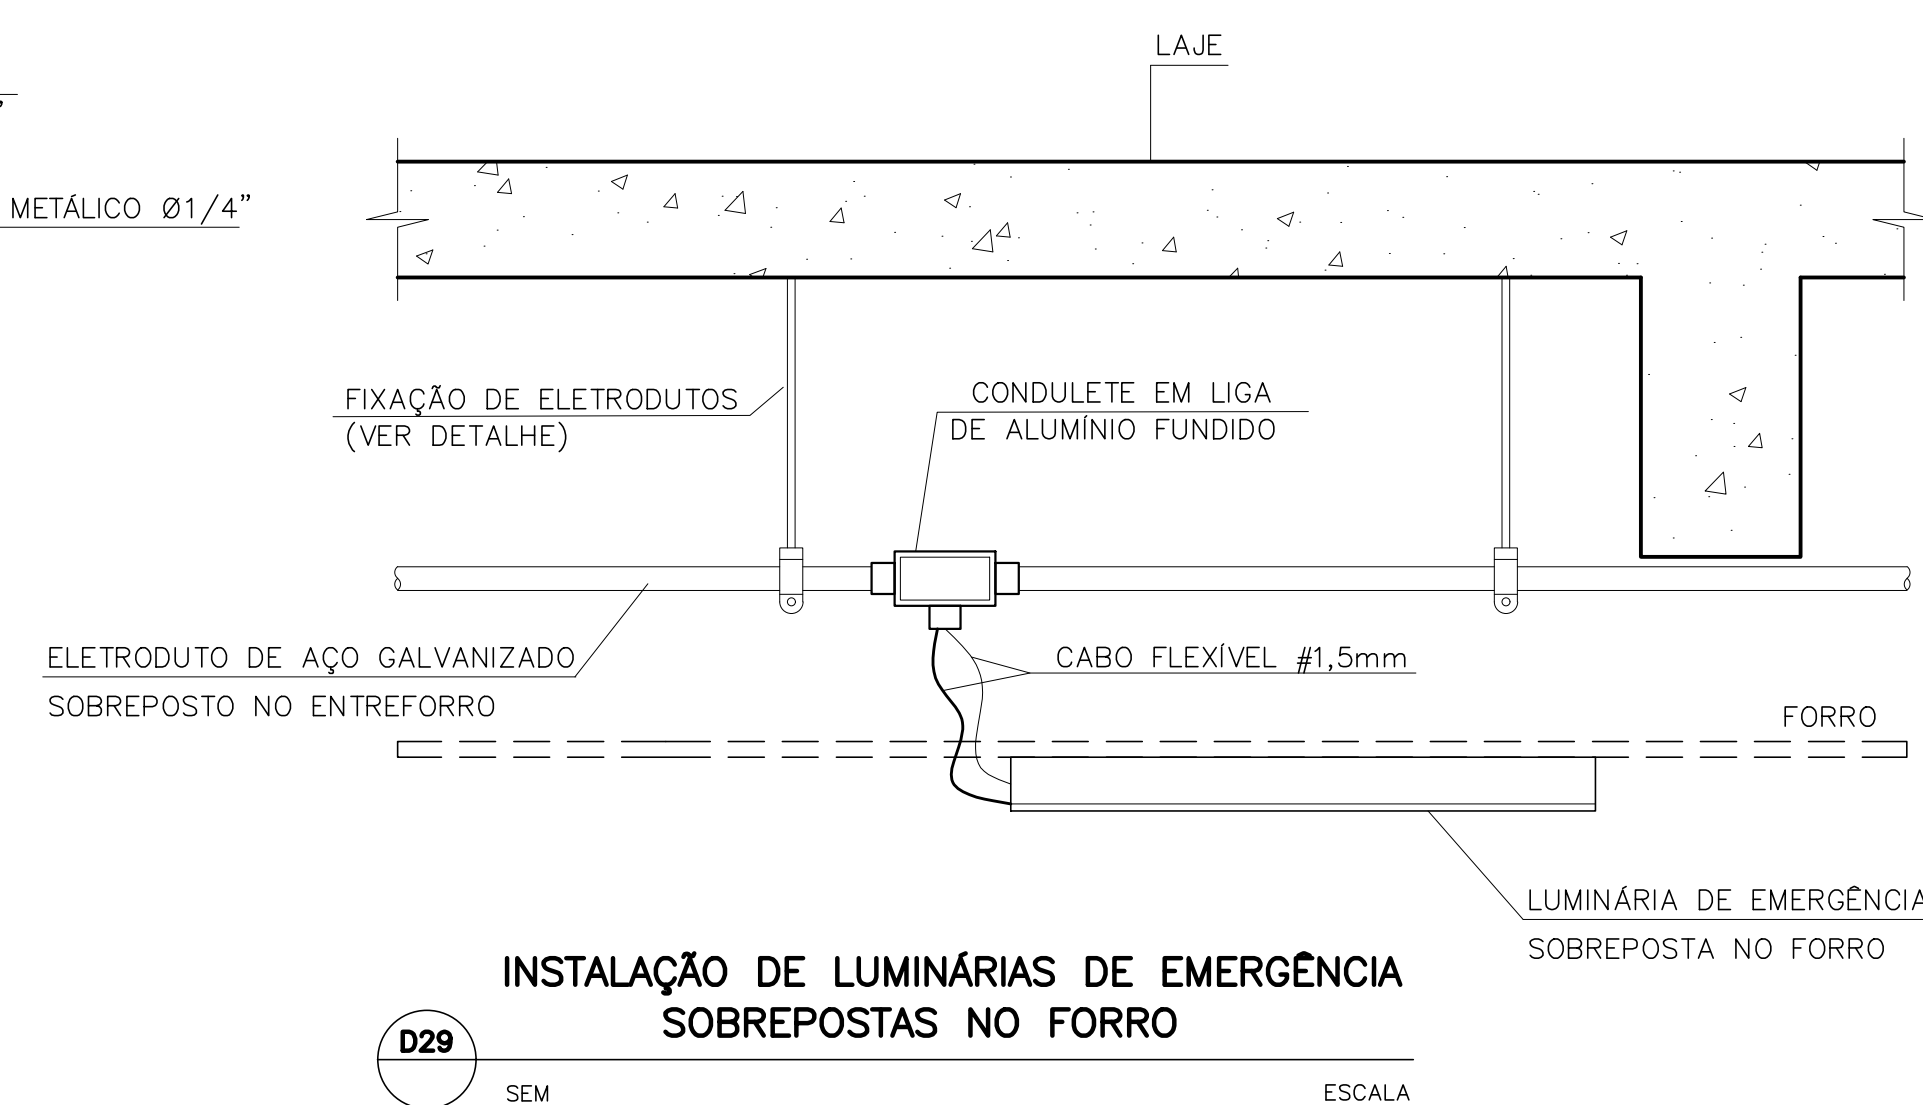 LAJE
METÁLICO Ø1/4”
FIXAÇÃO DE ELETRODUTOS
(VER DETALHE)
CONDULETE EM LIGA
DE ALUMÍNIO FUNDIDO
ELETRODUTO DE AÇO GALVANIZADO
SOBREPOSTO NO ENTREFORRO
CABO FLEXÍVEL #1,5mm
FORRO
LUMINÁRIA DE EMERGÊNCIA
SOBREPOSTA NO FORRO
INSTALAÇÃO DE LUMINÁRIAS DE EMERGÊNCIA
SOBREPOSTAS NO FORRO
D29
SEM ESCALA